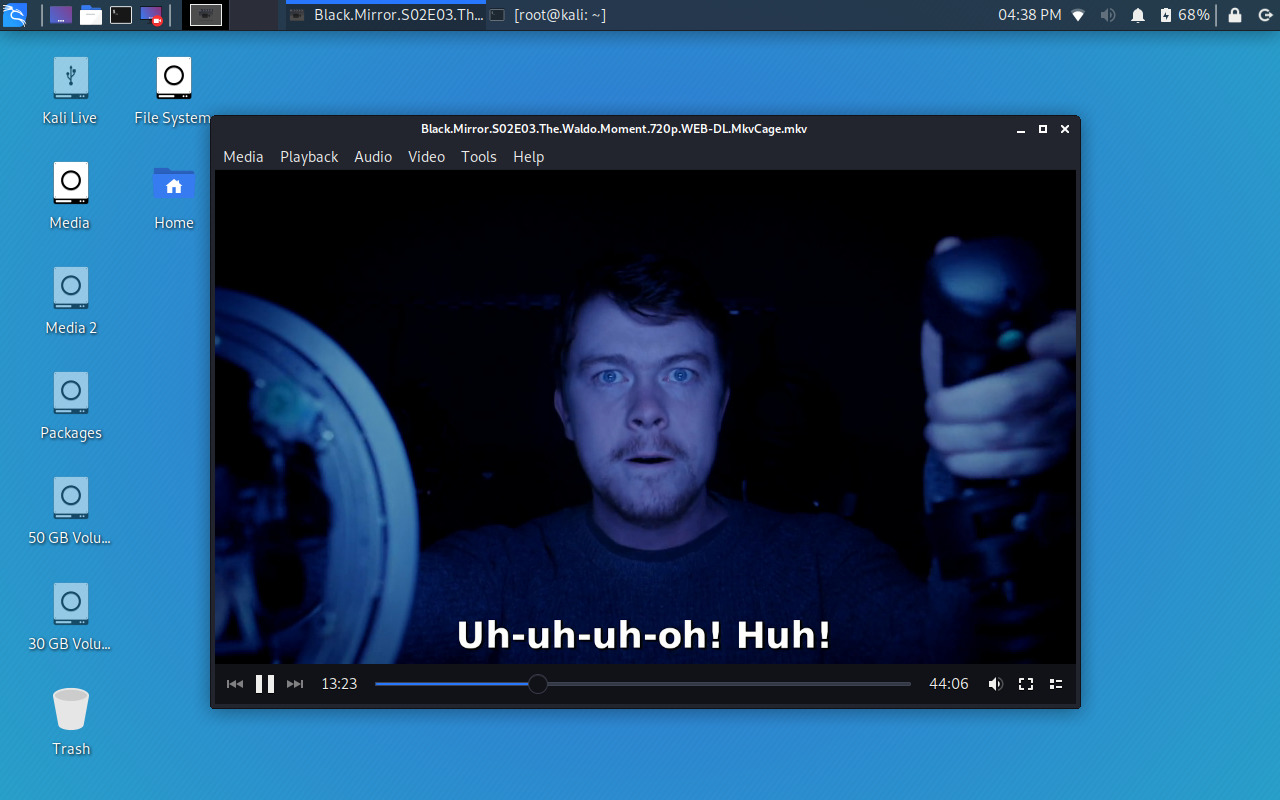 Black.Mirror.S02E03.Th... [root@kali: ~] 04:38 PM 68%
Kali Live File System
Media Home
Media 2
Packages
50 GB Volu...
30 GB Volu...
Trash
Black.Mirror.S02E03.The.Waldo.Moment.720p.WEB-DL.MkvCage.mkv
Media Playback Audio Video Tools Help
Uh-uh-uh-oh! Huh!
13:23 44:06